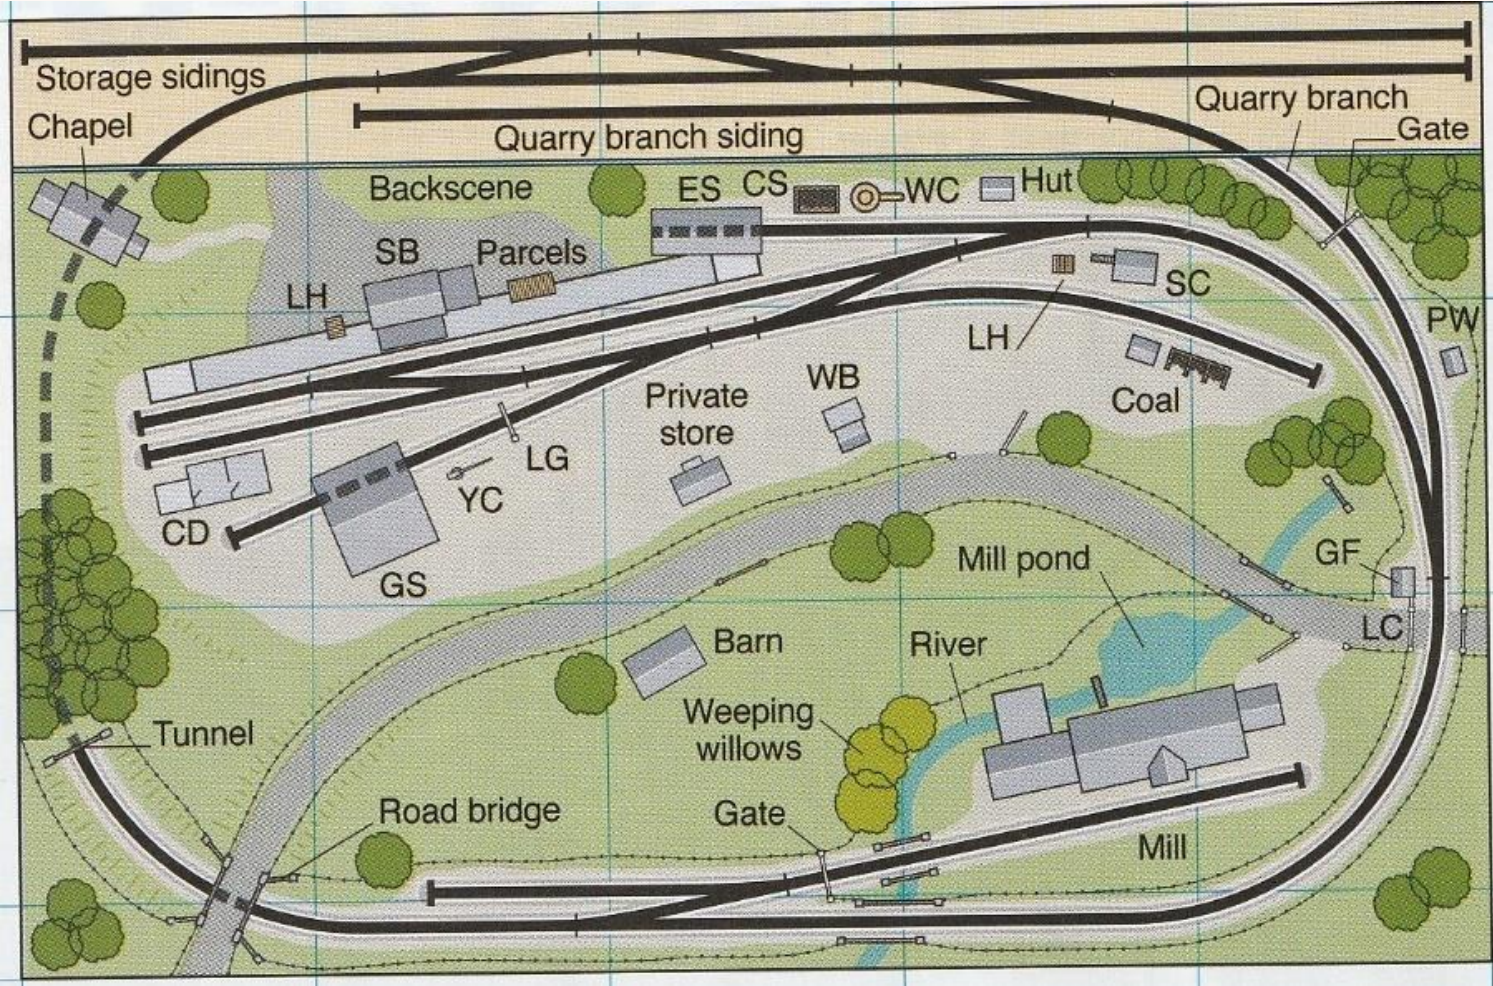 Storage sidings
Quarry branch
Chapel
Quarry branch siding
Gate
Backscene
ES
CS
WC
Hut
SB
Parcels
LH
SC
PW
LH
WB
Private
store
Coal
LG
YC
CD
GS
Mill pond
GF
Barn
River
LC
Weeping
willows
Tunnel
Road bridge
Gate
Mill